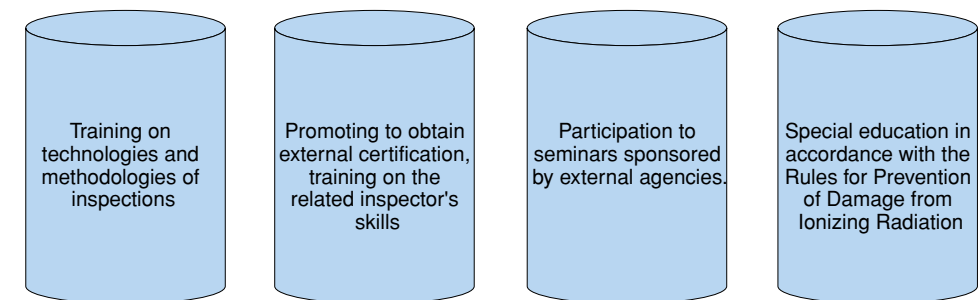 Training on
technologies and
methodologies of
inspections
Promoting to obtain
external certification,
training on the
related inspector's
skills
Participation to
seminars sponsored
by external agencies.
Special education in
accordance with the
Rules for Prevention
of Damage from
Ionizing Radiation